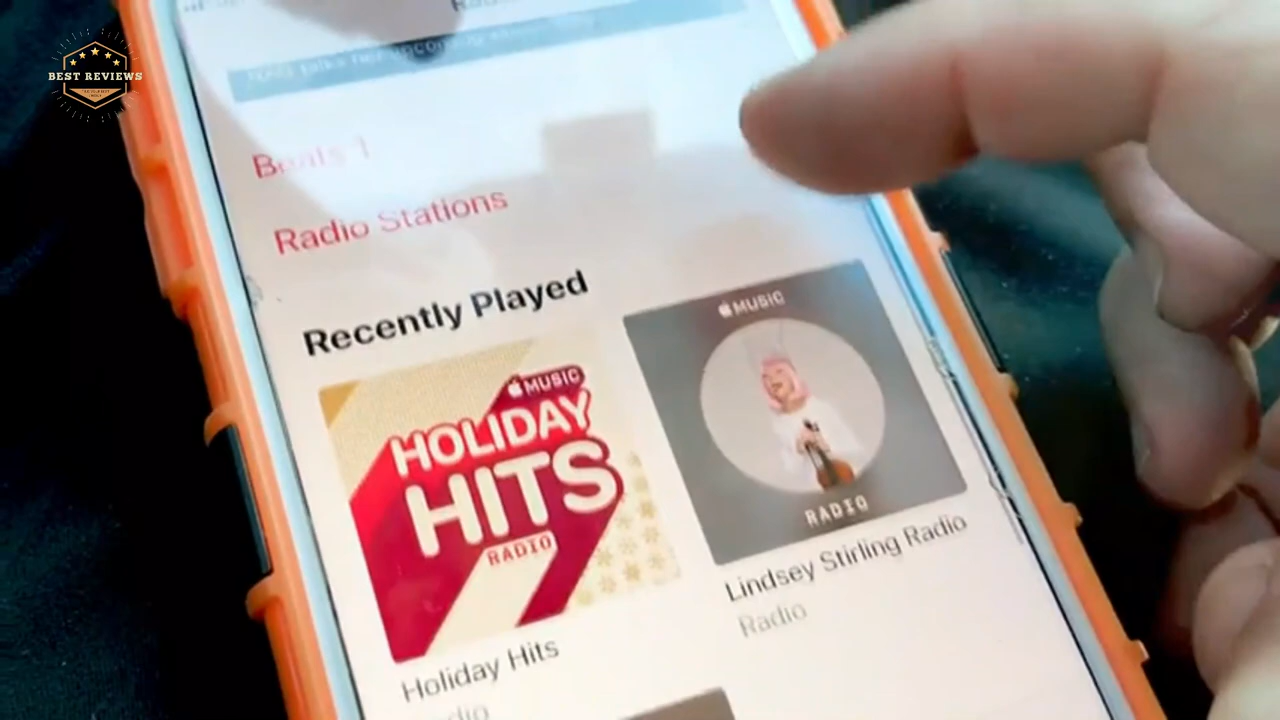 BEST REVIEWS
Beats 1
Radio Stations
Recently Played
MUSIC
HOLIDAY
HITS
RADIO
Holiday Hits
MUSIC
RADIO
Lindsey Stirling Radio
Radio